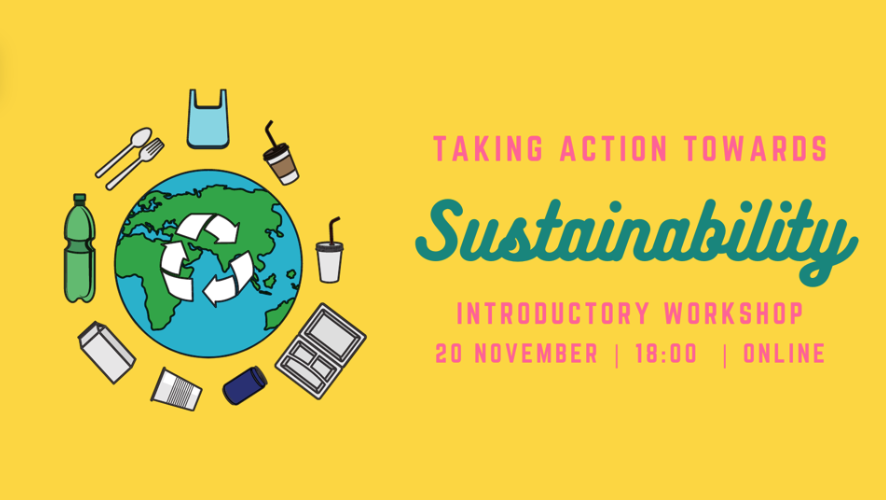 TAKING ACTION TOWARDS
Sustainability
INTRODUCTORY WORKSHOP
20 NOVEMBER | 18:00 | ONLINE